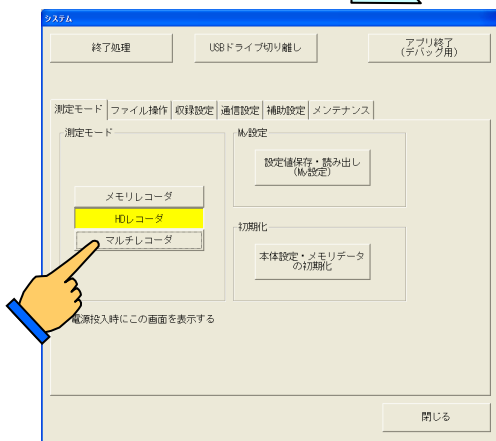 システム
終了処理
USBドライブ切り離し
アプリ終了
(デバッグ用)
測定モード
ファイル操作
収録設定
通信設定
補助設定
メンテナンス
測定モード
メモリレコーダ
HDレコーダ
マルチレコーダ
My設定
設定値保存・読み出し
(My設定)
初期化
本体設定・メモリデータ
の初期化
電源投入時にこの画面を表示する
閉じる